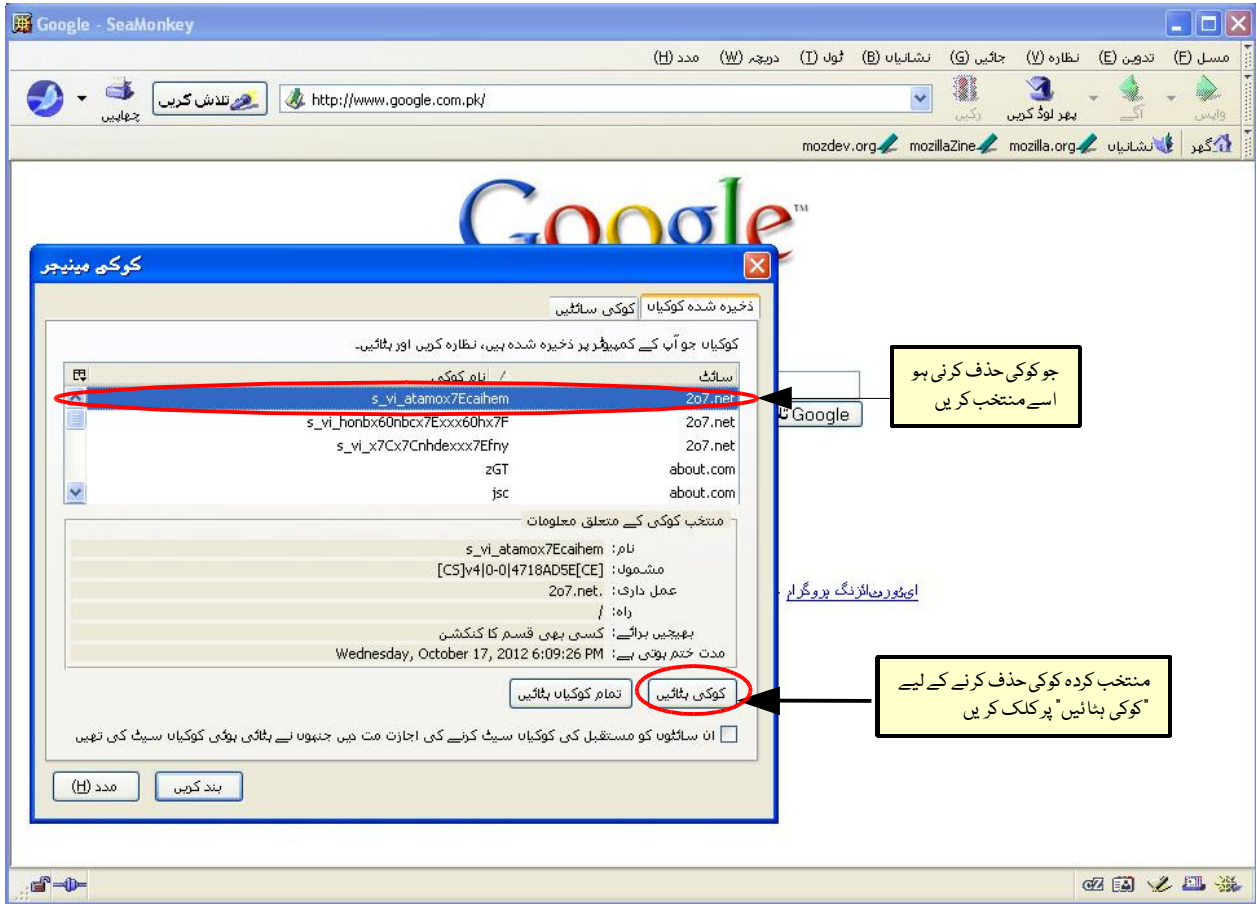 Google - SeaMonkey
مسل (F) تدوین (E) نظارہ (V) جائیں (G) نشانیاں (B) ٹول (T) دریچہ (W) مدد (H)
واپس آگے پھر لوڈ کریں رکیں http://www.google.com.pk/ تلاش کریں چھاپیں
گھر نشانیاں mozilla.org mozillaZine mozdev.org
Google™
کوکی مینیجر
ذخیرہ شدہ کوکیاں کوکی سائٹیں
کوکیاں جو آپ کے کمپیوٹر پر ذخیرہ شدہ ہیں، نظارہ کریں اور ہٹائیں۔
سائٹ نام کوکی /
2o7.net s_vi_atamox7Ecaihem
2o7.net s_vi_honbx60nbcx7Exxx60hx7F
2o7.net s_vi_x7Cx7Cnhdexxx7Efny
about.com zGT
about.com jsc
جو کوکی حذف کرنی ہو
اسے منتخب کریں
Google
منتخب کوکی کے متعلق معلومات
نام: s_vi_atamox7Ecaihem
مشمول: [CS]v4|0-0|4718AD5E[CE]
عمل داری: .2o7.net
راہ: /
بھیجیں برائے: کسی بھی قسم کا کنکشن
مدت ختم ہوتی ہے: Wednesday, October 17, 2012 6:09:26 PM
پروگرام
کوکی ہٹائیں تمام کوکیاں ہٹائیں
منتخب کردہ کوکی حذف کرنے کے لیے
"کوکی ہٹائیں" پر کلک کریں
ان سائٹوں کو مستقبل کی کوکیاں سیٹ کرنے کی اجازت مت دیں جنہوں نے ہٹائی ہوئی کوکیاں سیٹ کی تھیں
بند کریں مدد (H)